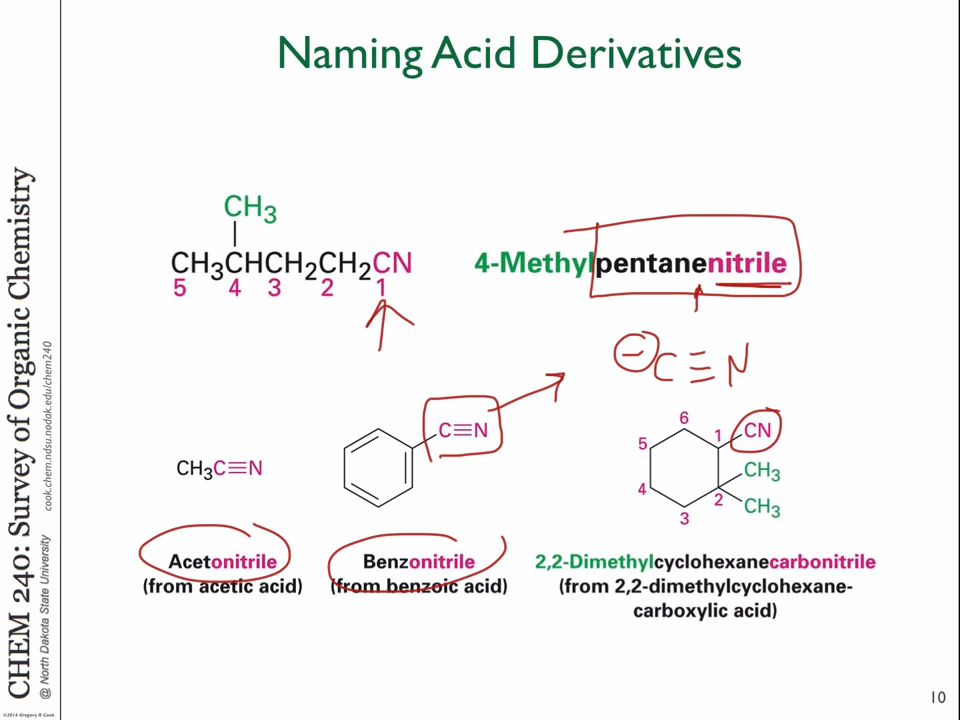 Naming Acid Derivatives
CHEM 240: Survey of Organic Chemistry
@ North Dakota State University cook.chem.ndsu.nodak.edu/chem240
©2014 Gregory R Cook
CH₃
CH₃CHCH₂CH₂CN
5 4 3 2 1
4-Methylpentanenitrile
⊖C≡N
CH₃C≡N
C≡N
6
1 CN
5
CH₃
4
2 CH₃
3
Acetonitrile
(from acetic acid)
Benzonitrile
(from benzoic acid)
2,2-Dimethylcyclohexanecarbonitrile
(from 2,2-dimethylcyclohexane-
carboxylic acid)
10